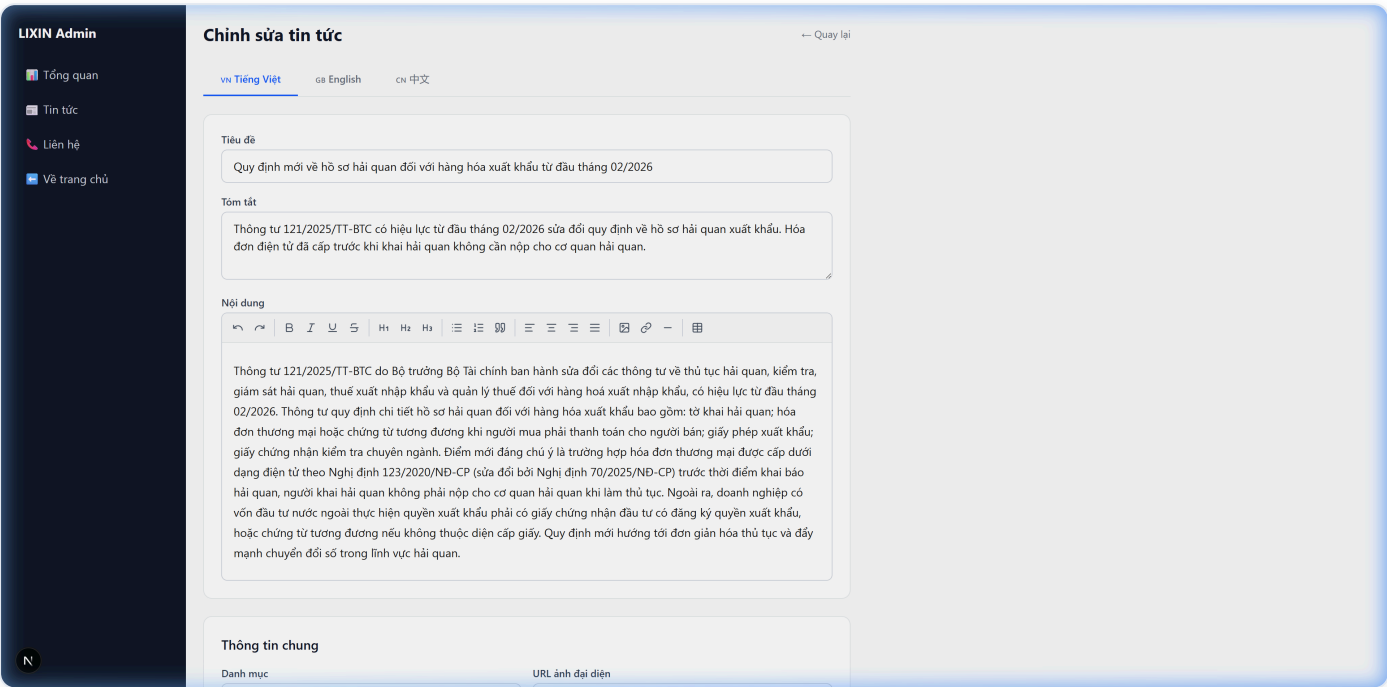 LIXIN Admin
Tổng quan
Tin tức
Liên hệ
Về trang chủ
N
Chỉnh sửa tin tức
← Quay lại
VN Tiếng Việt
GB English
CN 中文
Tiêu đề
Quy định mới về hồ sơ hải quan đối với hàng hóa xuất khẩu từ đầu tháng 02/2026
Tóm tắt
Thông tư 121/2025/TT-BTC có hiệu lực từ đầu tháng 02/2026 sửa đổi quy định về hồ sơ hải quan xuất khẩu. Hóa
đơn điện tử đã cấp trước khi khai hải quan không cần nộp cho cơ quan hải quan.
Nội dung
B I U S H1 H2 H3
Thông tư 121/2025/TT-BTC do Bộ trưởng Bộ Tài chính ban hành sửa đổi các thông tư về thủ tục hải quan, kiểm tra,
giám sát hải quan, thuế xuất nhập khẩu và quản lý thuế đối với hàng hoá xuất nhập khẩu, có hiệu lực từ đầu tháng
02/2026. Thông tư quy định chi tiết hồ sơ hải quan đối với hàng hóa xuất khẩu bao gồm: tờ khai hải quan; hóa
đơn thương mại hoặc chứng từ tương đương khi người mua phải thanh toán cho người bán; giấy phép xuất khẩu;
giấy chứng nhận kiểm tra chuyên ngành. Điểm mới đáng chú ý là trường hợp hóa đơn thương mại được cấp dưới
dạng điện tử theo Nghị định 123/2020/NĐ-CP (sửa đổi bởi Nghị định 70/2025/NĐ-CP) trước thời điểm khai báo
hải quan, người khai hải quan không phải nộp cho cơ quan hải quan khi làm thủ tục. Ngoài ra, doanh nghiệp có
vốn đầu tư nước ngoài thực hiện quyền xuất khẩu phải có giấy chứng nhận đầu tư có đăng ký quyền xuất khẩu,
hoặc chứng từ tương đương nếu không thuộc diện cấp giấy. Quy định mới hướng tới đơn giản hóa thủ tục và đẩy
mạnh chuyển đổi số trong lĩnh vực hải quan.
Thông tin chung
Danh mục
URL ảnh đại diện